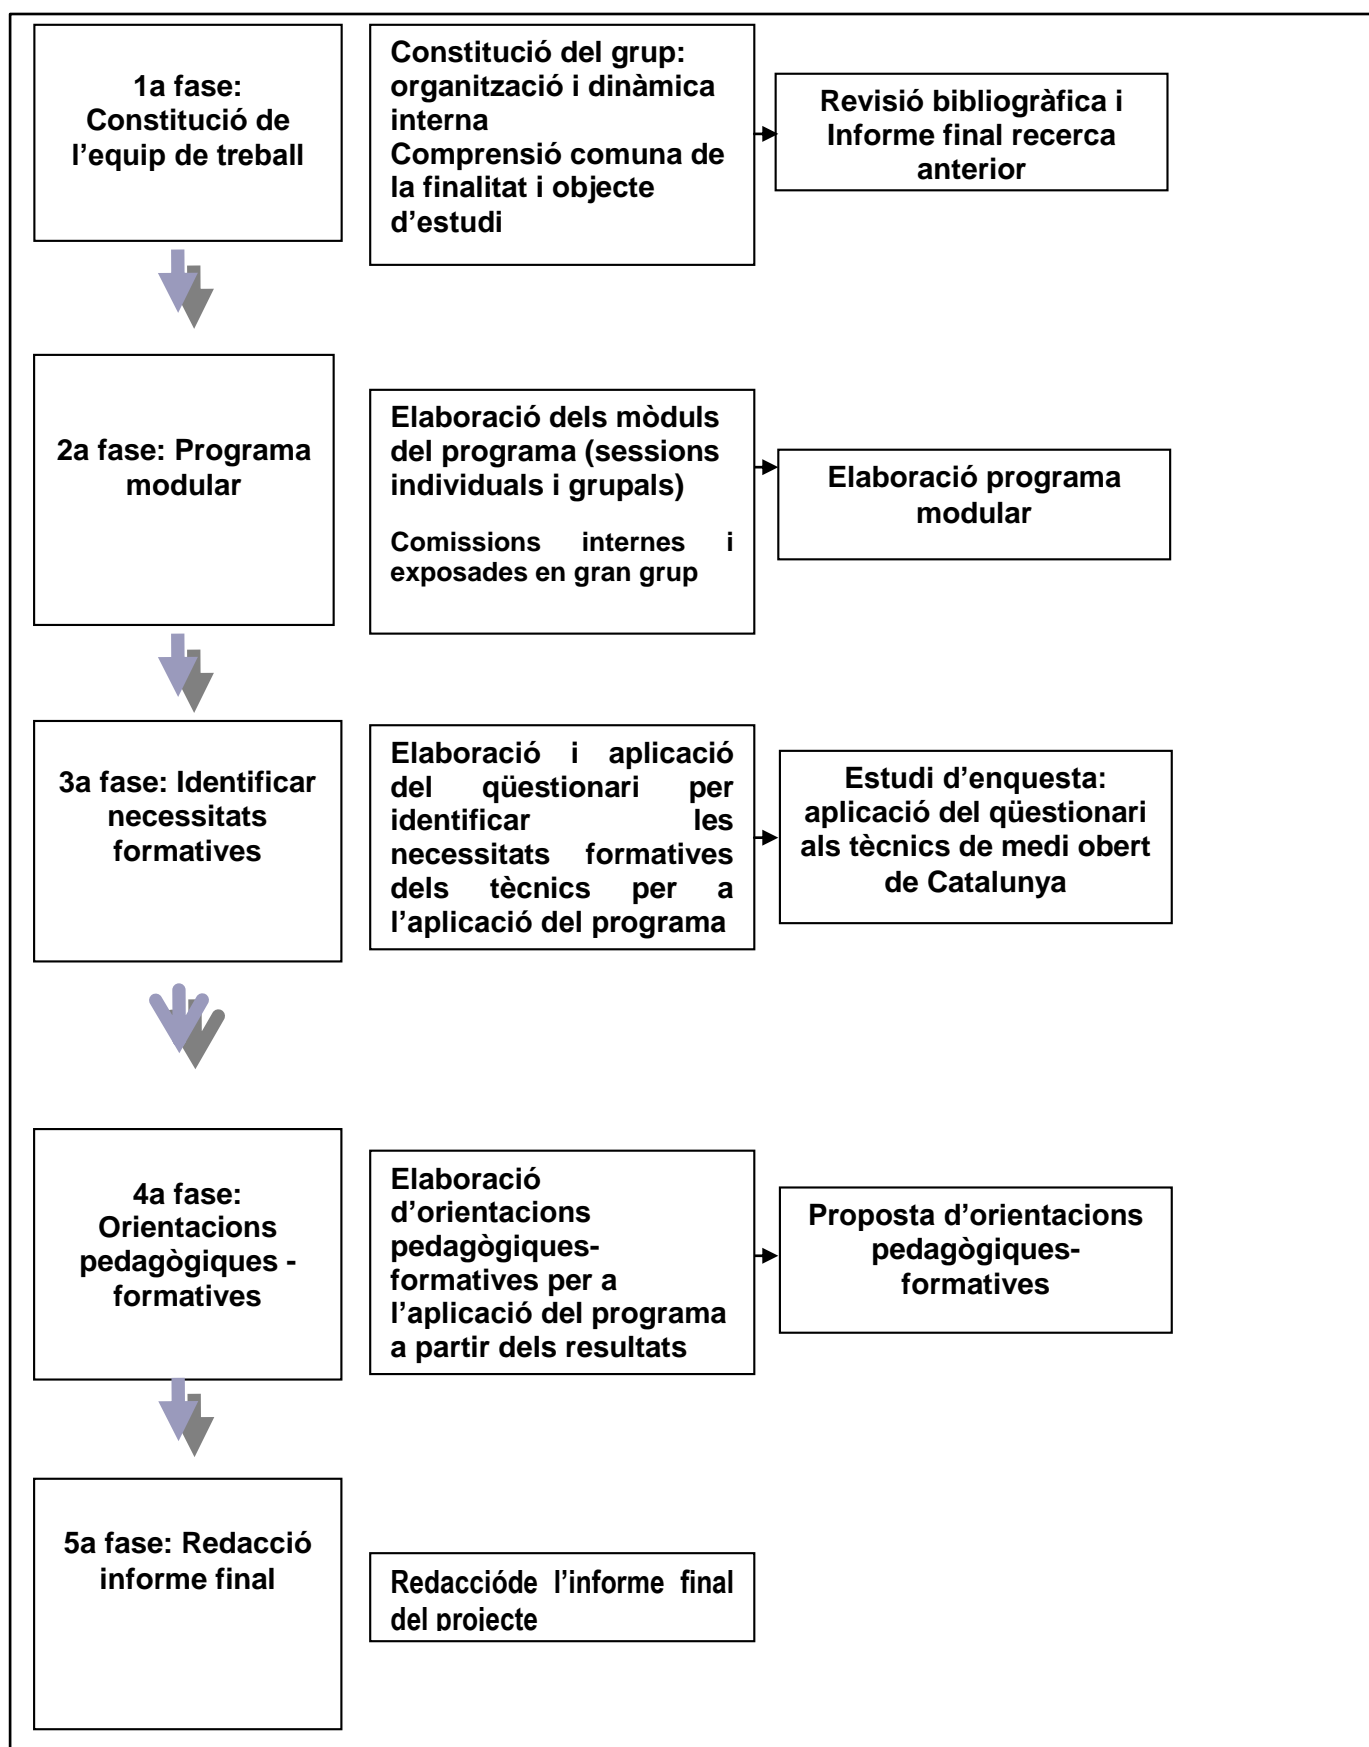 1a fase:
Constitució de
l’equip de treball
Constitució del grup:
organització i dinàmica
interna
Comprensió comuna de
la finalitat i objecte
d’estudi
Revisió bibliogràfica i
Informe final recerca
anterior
2a fase: Programa
modular
Elaboració dels mòduls
del programa (sessions
individuals i grupals)
Comissions internes i
exposades en gran grup
Elaboració programa
modular
3a fase: Identificar
necessitats
formatives
Elaboració i aplicació
del qüestionari per
identificar les
necessitats formatives
dels tècnics per a
l’aplicació del programa
Estudi d’enquesta:
aplicació del qüestionari
als tècnics de medi obert
de Catalunya
4a fase:
Orientacions
pedagògiques -
formatives
Elaboració
d’orientacions
pedagògiques-
formatives per a
l’aplicació del programa
a partir dels resultats
Proposta d’orientacions
pedagògiques-
formatives
5a fase: Redacció
informe final
Redaccióde l’informe final
del projecte